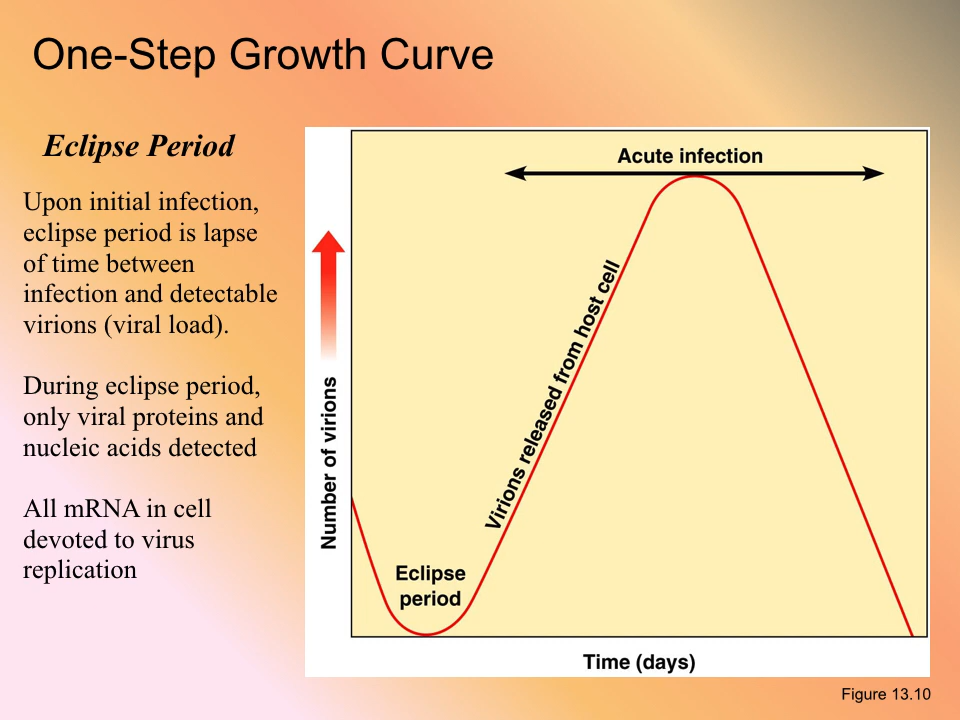 One-Step Growth Curve
Eclipse Period
Upon initial infection,
eclipse period is lapse
of time between
infection and detectable
virions (viral load).
During eclipse period,
only viral proteins and
nucleic acids detected
All mRNA in cell
devoted to virus
replication
Acute infection
Virions released from host cell
Number of virions
Eclipse
period
Time (days)
Figure 13.10